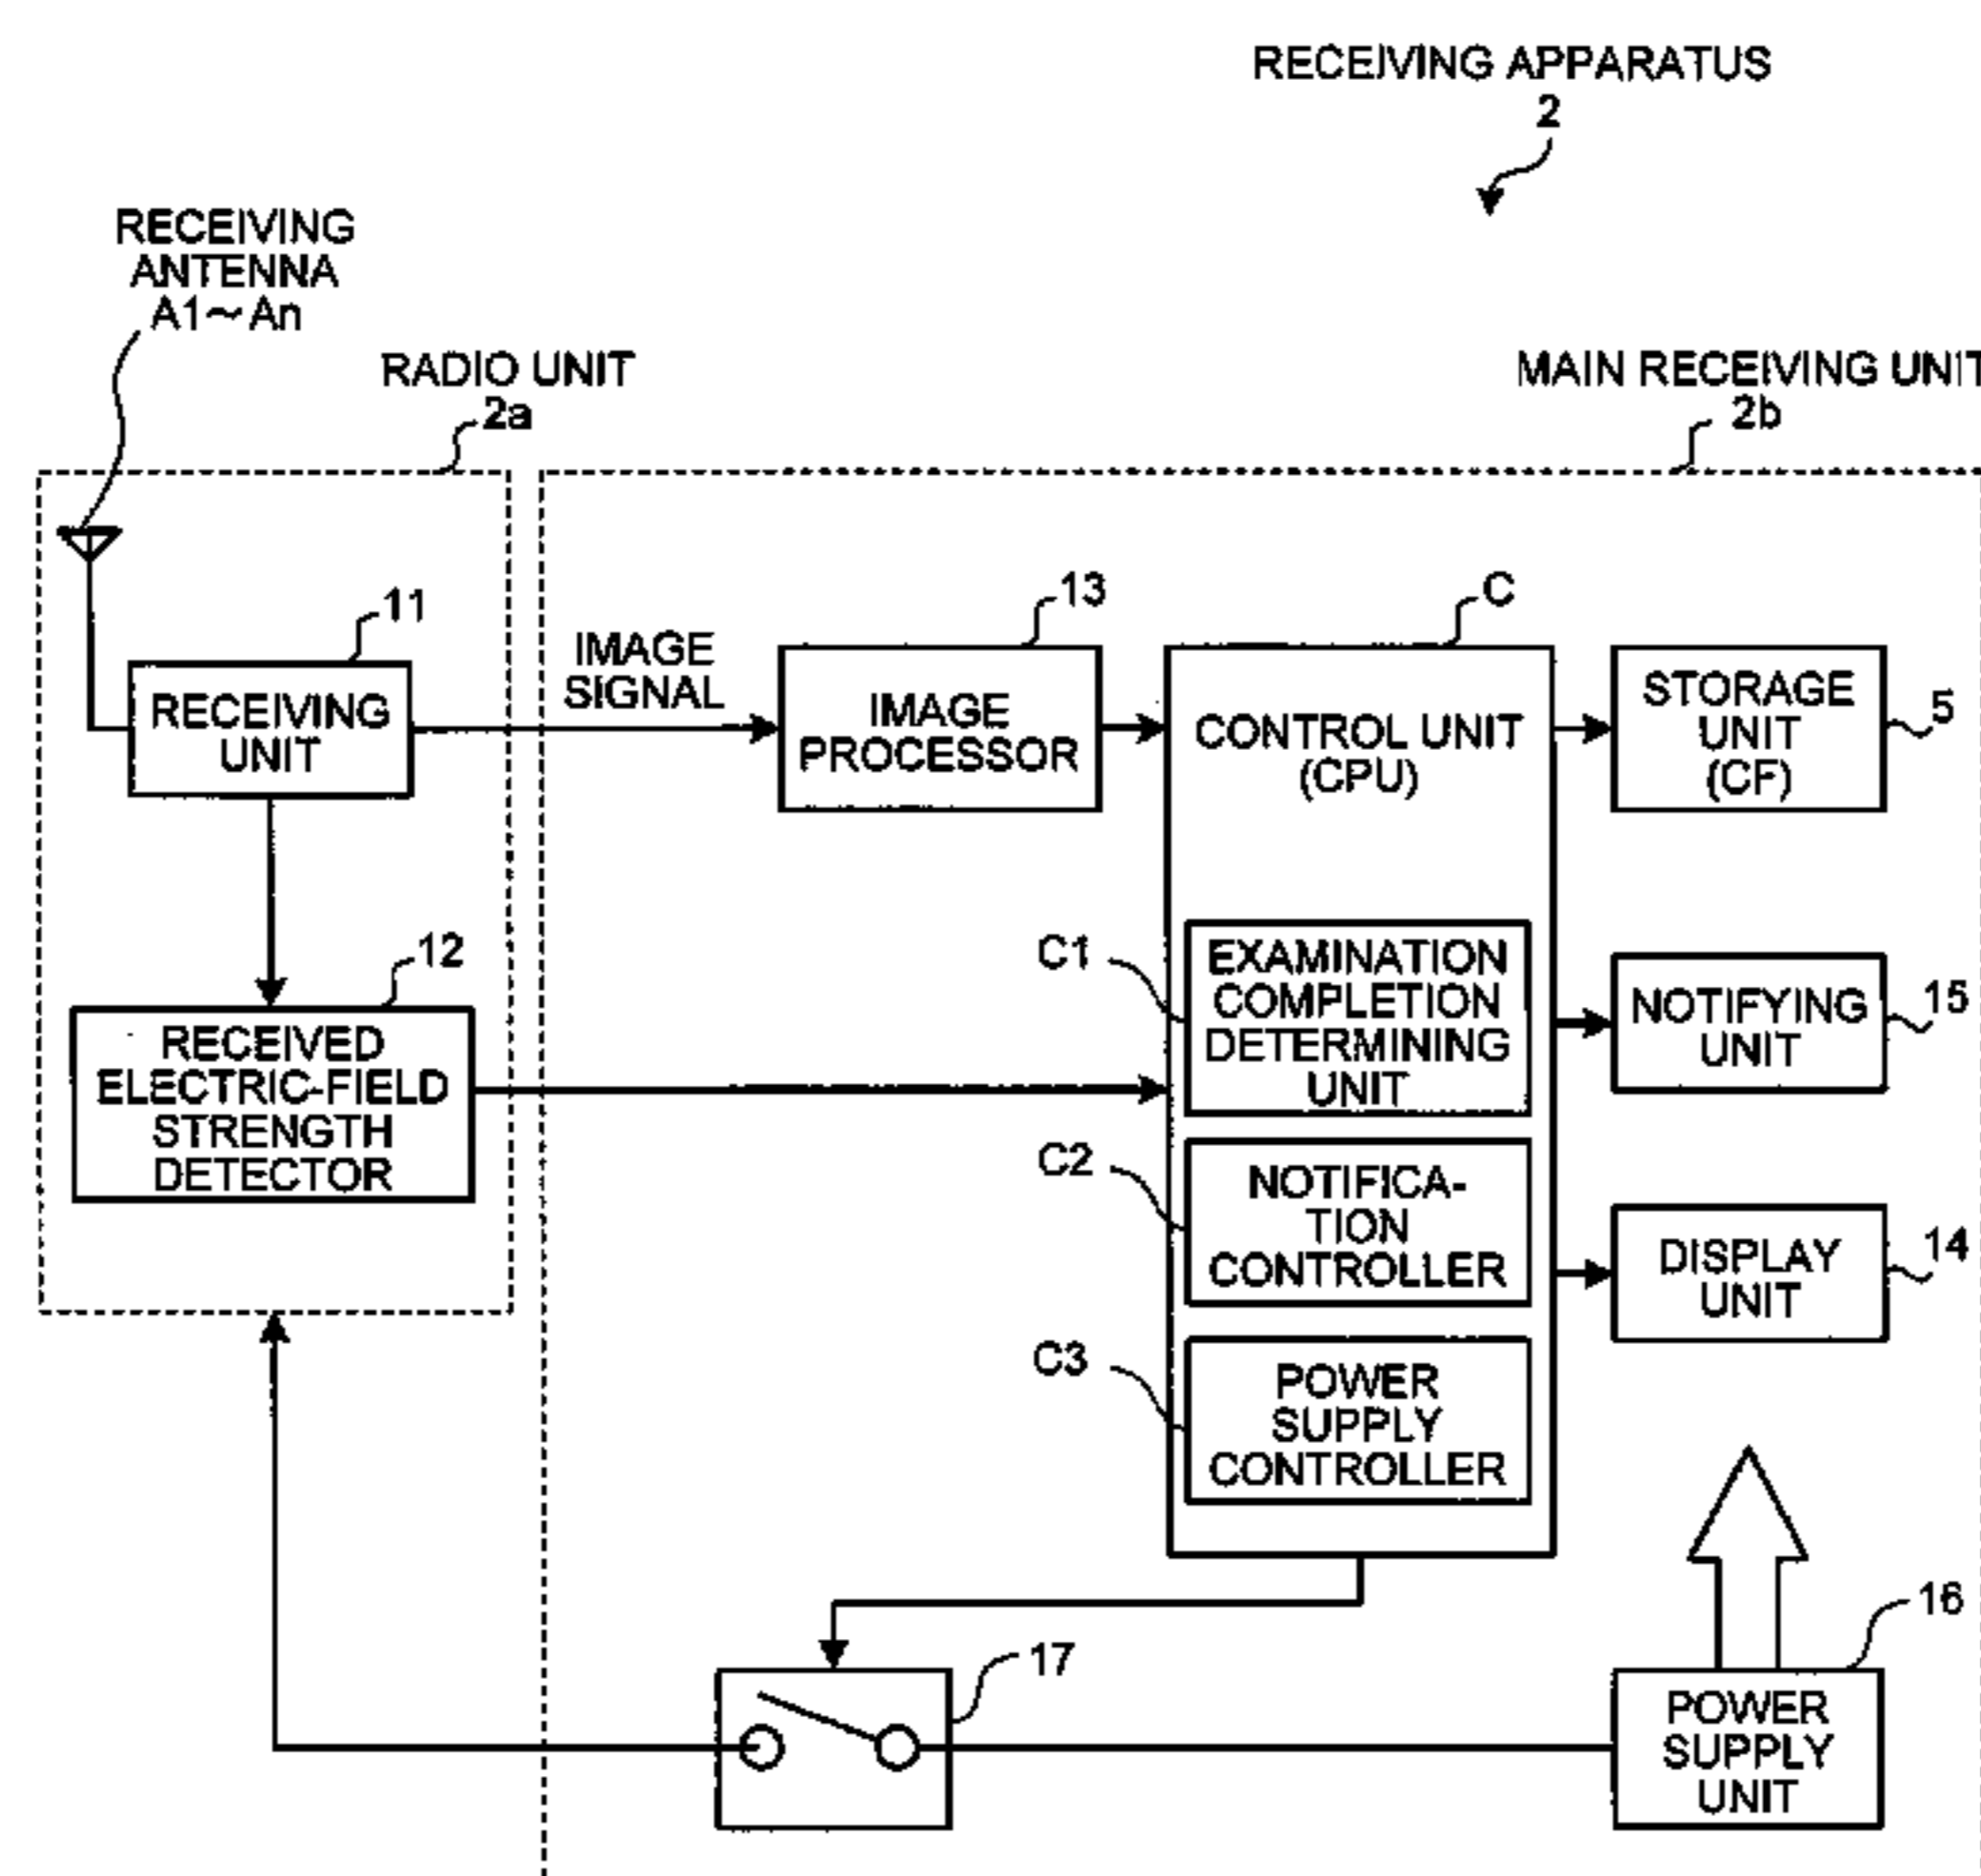 RECEIVING APPARATUS
2
RECEIVING
ANTENNA
A1~An
RADIO UNIT
2a
MAIN RECEIVING UNIT
2b
11
RECEIVING
UNIT
IMAGE
SIGNAL
13
IMAGE
PROCESSOR
C
CONTROL UNIT
(CPU)
STORAGE
UNIT
(CF)
5
12
RECEIVED
ELECTRIC-FIELD
STRENGTH
DETECTOR
C1
EXAMINATION
COMPLETION
DETERMINING
UNIT
NOTIFYING
UNIT
15
C2
NOTIFICA-
TION
CONTROLLER
DISPLAY
UNIT
14
C3
POWER
SUPPLY
CONTROLLER
17
16
POWER
SUPPLY
UNIT